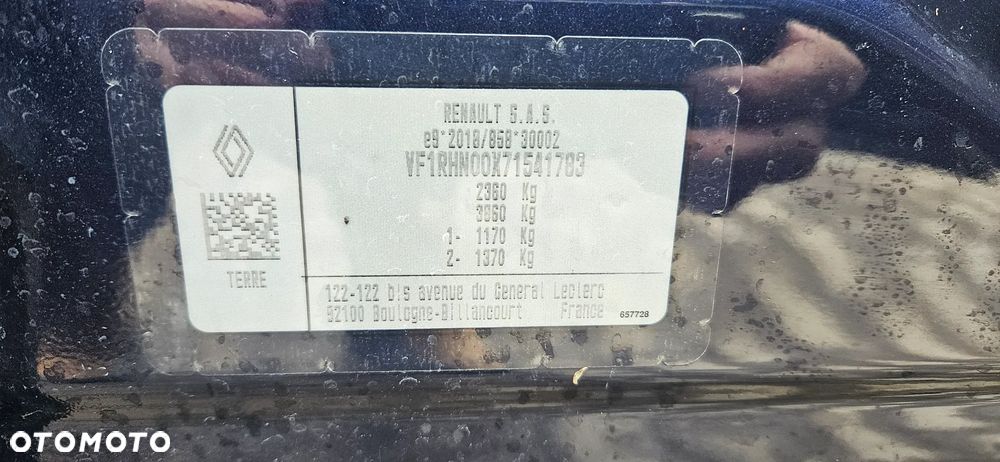 RENAULT S.A.S.
e9*2018/858*30002
VF1RHN00X71541783
2360 Kg
3860 Kg
1- 1170 Kg
2- 1370 Kg
TERRE
122-122 bis avenue du General Leclerc
92100 Boulogne-Billancourt France
657728
OTOMOTO